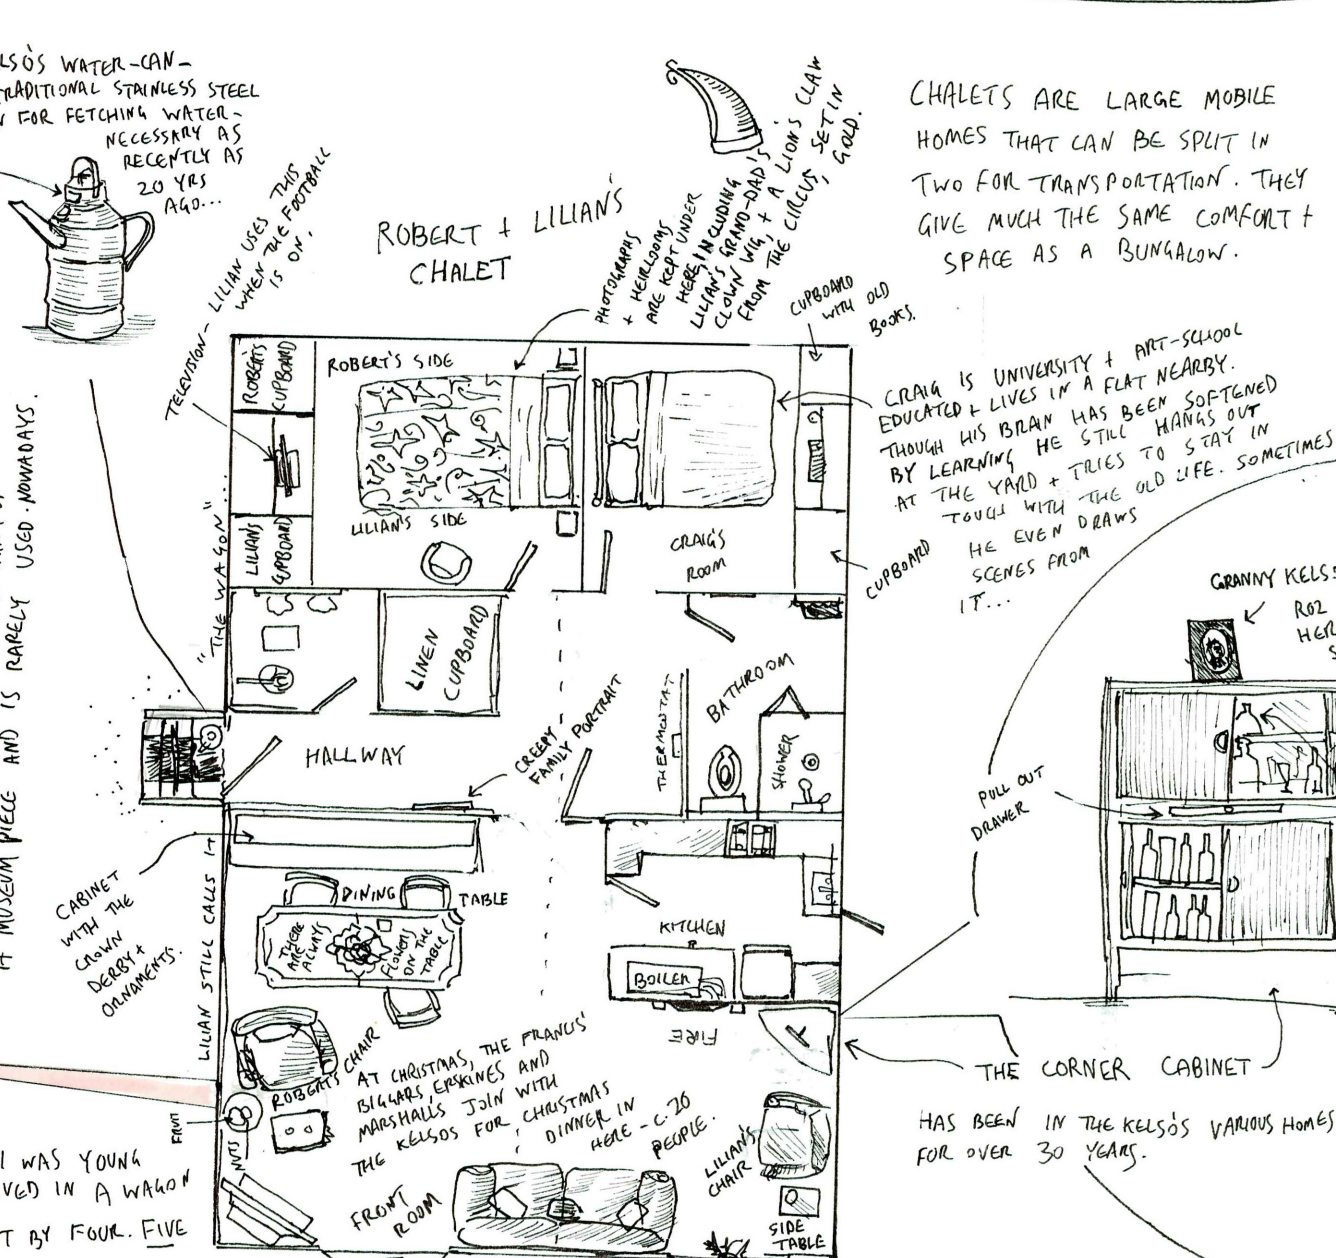 LSO'S WATER-CAN-
TRADITIONAL STAINLESS STEEL
FOR FETCHING WATER-
NECESSARY AS
RECENTLY AS
20 YRS
AGO...
TELEVISION - LILIAN USES THIS
WHEN THE FOOTBALL
IS ON.
ROBERT + LILIAN'S
CHALET
PHOTOGRAPHS
+ HEIRLOOMS
ARE KEPT UNDER
HERE, INCLUDING
LILIAN'S GRAND-DAD'S
CLOWN WIG, + A LION'S CLAW
FROM THE CIRCUS, SET IN
GOLD.
CHALETS ARE LARGE MOBILE
HOMES THAT CAN BE SPLIT IN
TWO FOR TRANSPORTATION. THEY
GIVE MUCH THE SAME COMFORT +
SPACE AS A BUNGALOW.
CUPBOARD
WITH OLD
BOOKS.
CRAIG IS UNIVERSITY + ART-SCHOOL
EDUCATED + LIVES IN A FLAT NEARBY.
THOUGH HIS BRAIN HAS BEEN SOFTENED
BY LEARNING HE STILL HANGS OUT
AT THE YARD + TRIES TO STAY IN
TOUCH WITH THE OLD LIFE. SOMETIMES
HE EVEN DRAWS
SCENES FROM
IT...
CUPBOARD
ROBERT'S
CUPBOARD
ROBERT'S SIDE
LILIAN'S SIDE
LILIAN'S
CUPBOARD
CRAIG'S
ROOM
LINEN
CUPBOARD
HALLWAY
CREEPY
FAMILY PORTRAIT
THERMOSTAT
BATHROOM
SHOWER
LILIAN STILL CALLS IT
"THE WAGON"...
MUSEUM PIECE AND IS RARELY USED NOWADAYS.
CABINET
WITH THE
CROWN
DERBY +
ORNAMENTS.
DINING TABLE
THERE
ARE
ALWAYS
FLOWERS
ON THE
TABLE
KITCHEN
BOILER
FIRE
ROBERT'S CHAIR
FRUIT
NUTS
AT CHRISTMAS, THE FRANCIS'
BIGGARS, ERSKINES AND
MARSHALLS JOIN WITH
THE KELSOS FOR CHRISTMAS
DINNER IN
HERE - C. 20
PEOPLE.
FRONT
ROOM
LILIAN'S
CHAIR
SIDE
TABLE
GRANNY KELS
HER
PULL OUT
DRAWER
THE CORNER CABINET
HAS BEEN IN THE KELSO'S VARIOUS HOMES
FOR OVER 30 YEARS.
I WAS YOUNG
VED IN A WAGON
T BY FOUR. FIVE